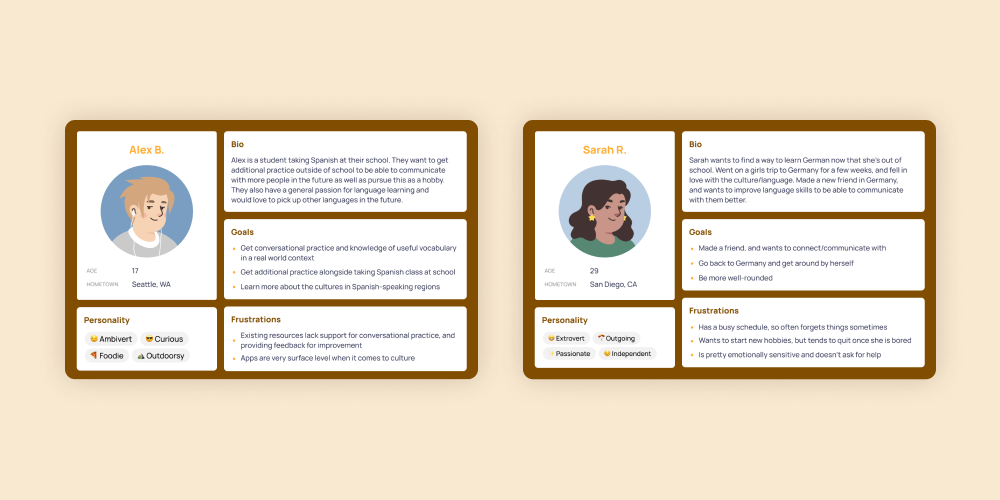 Alex B.
AGE 17
HOMETOWN Seattle, WA
Personality
Ambivert Curious
Foodie Outdoorsy
Bio
Alex is a student taking Spanish at their school. They want to get
additional practice outside of school to be able to communicate
with more people in the future as well as pursue this as a hobby.
They also have a general passion for language learning and
would love to pick up other languages in the future.
Goals
Get conversational practice and knowledge of useful vocabulary
in a real world context
Get additional practice alongside taking Spanish class at school
Learn more about the cultures in Spanish-speaking regions
Frustrations
Existing resources lack support for conversational practice, and
providing feedback for improvement
Apps are very surface level when it comes to culture
Sarah R.
AGE 29
HOMETOWN San Diego, CA
Personality
Extrovert Outgoing
Passionate Independent
Bio
Sarah wants to find a way to learn German now that she's out of
school. Went on a girls trip to Germany for a few weeks, and fell in
love with the culture/language. Made a new friend in Germany,
and wants to improve language skills to be able to communicate
with them better.
Goals
Made a friend, and wants to connect/communicate with
Go back to Germany and get around by herself
Be more well-rounded
Frustrations
Has a busy schedule, so often forgets things sometimes
Wants to start new hobbies, but tends to quit once she is bored
Is pretty emotionally sensitive and doesn't ask for help